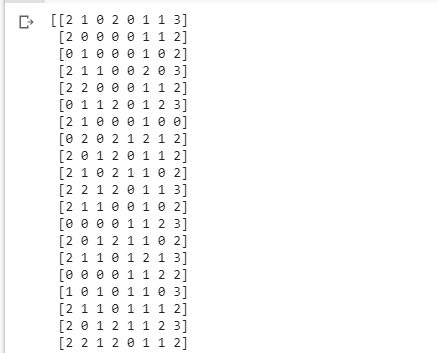 [[2 1 0 2 0 1 1 3]
[2 0 0 0 0 1 1 2]
[0 1 0 0 0 1 0 2]
[2 1 1 0 0 2 0 3]
[2 2 0 0 0 1 1 2]
[0 1 1 2 0 1 2 3]
[2 1 0 0 0 1 0 0]
[0 2 0 2 1 2 1 2]
[2 0 1 2 0 1 1 2]
[2 1 0 2 1 1 0 2]
[2 2 1 2 0 1 1 3]
[2 1 1 0 0 1 0 2]
[0 0 0 0 1 1 2 3]
[2 0 1 2 1 1 0 2]
[2 1 1 0 1 2 1 3]
[0 0 0 0 1 1 2 2]
[1 0 1 0 1 1 0 3]
[2 1 1 0 1 1 1 2]
[2 0 1 2 1 1 2 3]
[2 2 1 2 0 1 1 2]